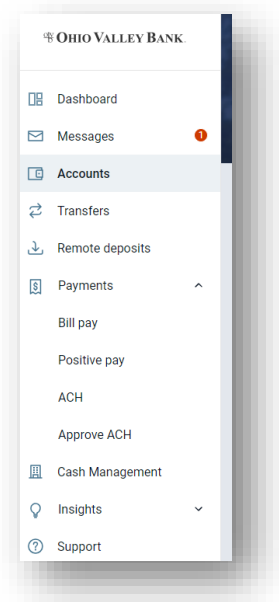 OHIO VALLEY BANK.
Dashboard
Messages 1
Accounts
Transfers
Remote deposits
$ Payments
Bill pay
Positive pay
ACH
Approve ACH
Cash Management
Insights
? Support